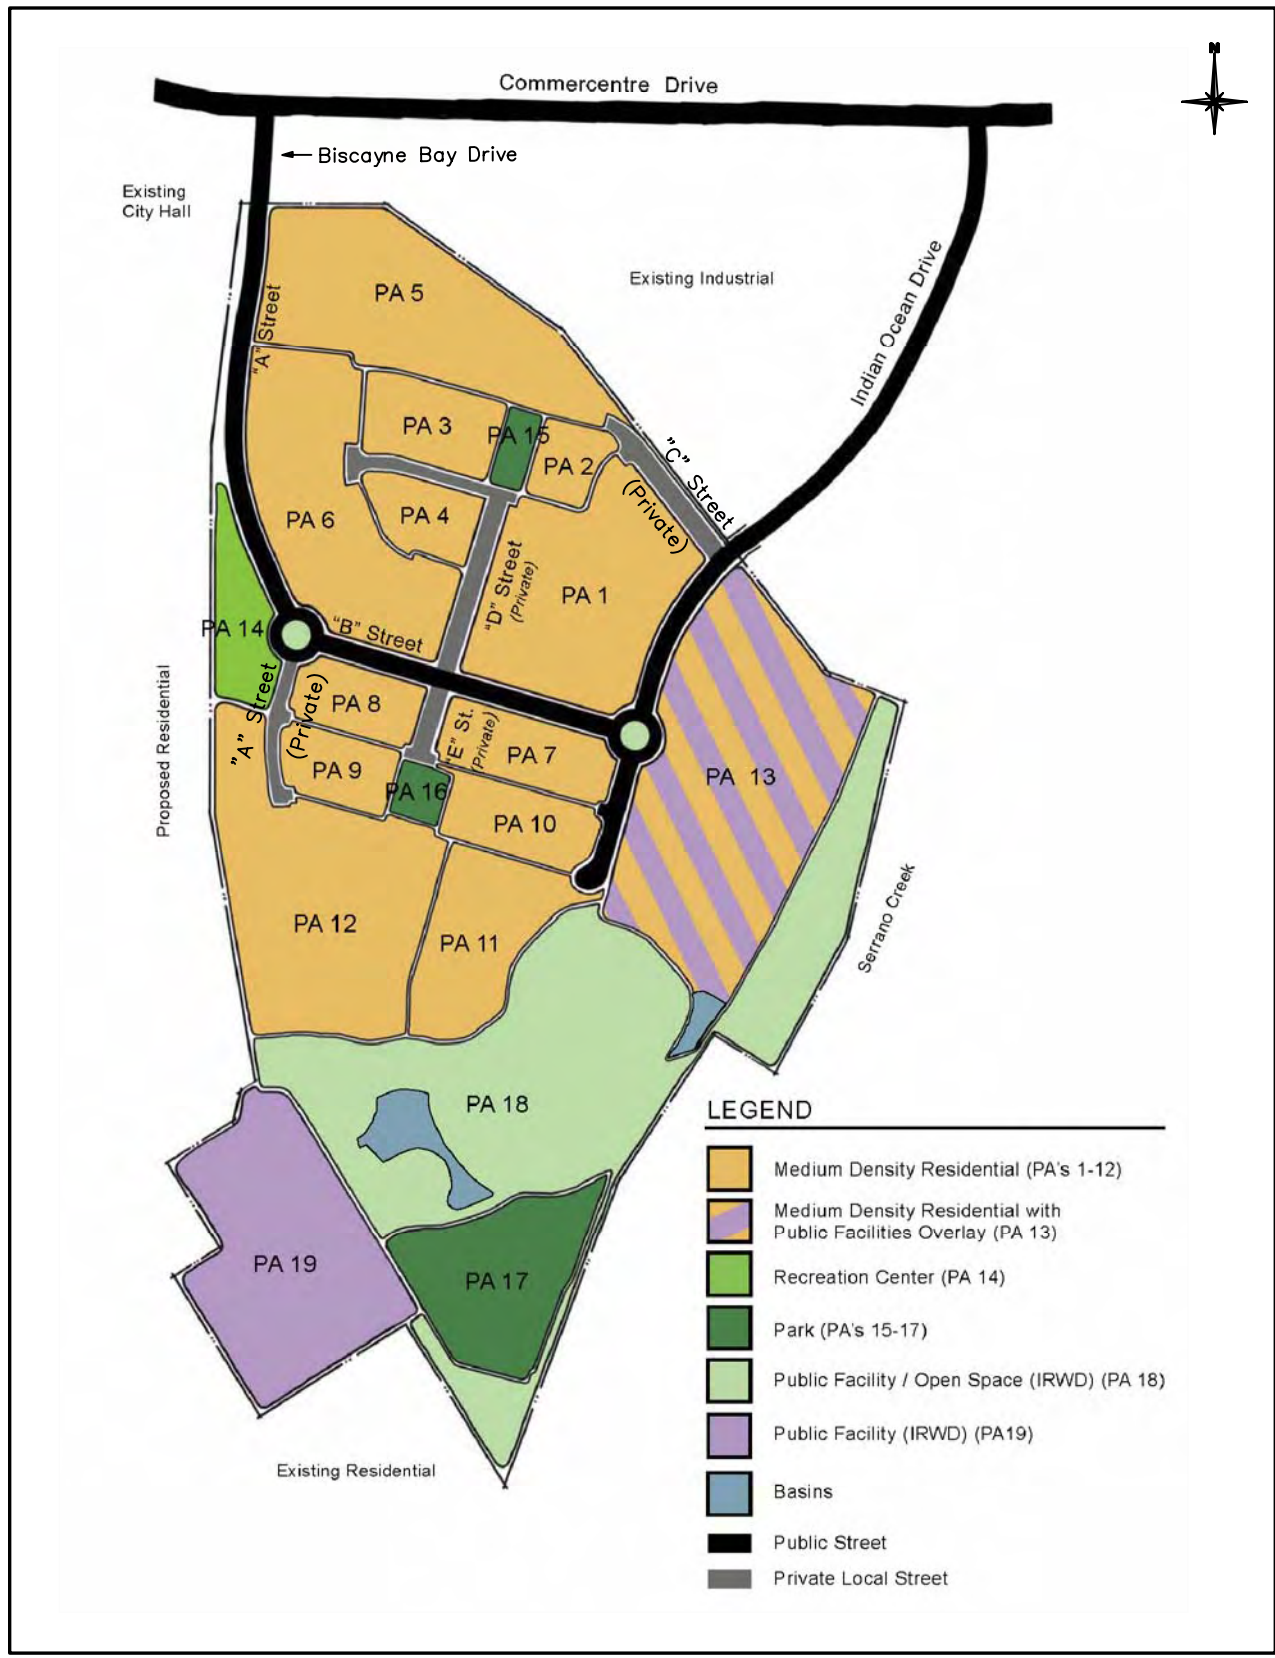 N
Commercentre Drive
Biscayne Bay Drive
Existing
City Hall
Existing Industrial
Indian Ocean Drive
PA 5
"A" Street
PA 3
PA 15
PA 2
"C" Street
(Private)
PA 6
PA 4
"D" Street
(Private)
PA 1
PA 14
"B" Street
Proposed Residential
"A" Street
(Private)
PA 8
"E" St.
(Private)
PA 7
PA 9
PA 16
PA 13
PA 10
PA 12
PA 11
Serrano Creek
PA 18
PA 19
PA 17
Existing Residential
LEGEND
Medium Density Residential (PA's 1-12)
Medium Density Residential with
Public Facilities Overlay (PA 13)
Recreation Center (PA 14)
Park (PA's 15-17)
Public Facility / Open Space (IRWD) (PA 18)
Public Facility (IRWD) (PA19)
Basins
Public Street
Private Local Street